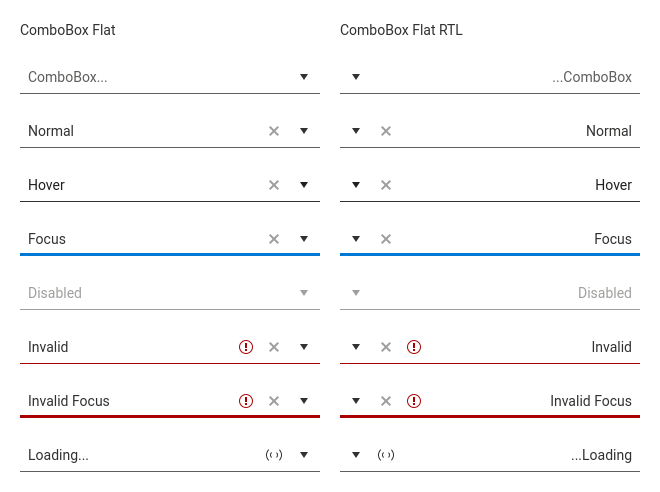 ComboBox Flat
ComboBox Flat RTL
ComboBox...
...ComboBox
Normal
Normal
Hover
Hover
Focus
Focus
Disabled
Disabled
Invalid
Invalid
Invalid Focus
Invalid Focus
Loading...
...Loading